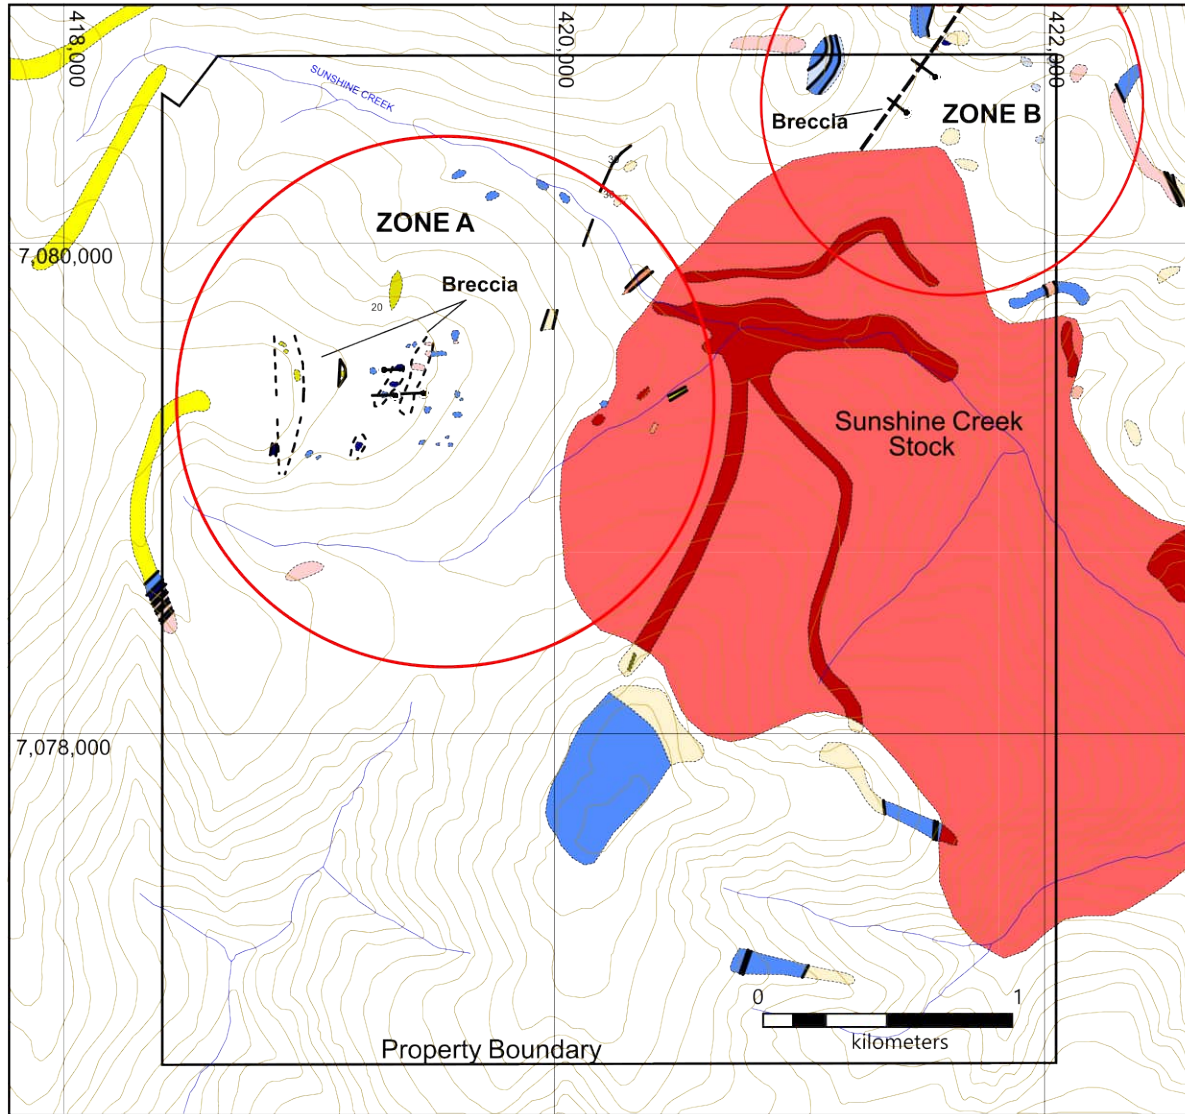 418,000
420,000
422,000
SUNSHINE CREEK
Breccia
ZONE B
ZONE A
7,080,000
Breccia
20
Sunshine Creek
Stock
7,078,000
0
1
kilometers
Property Boundary